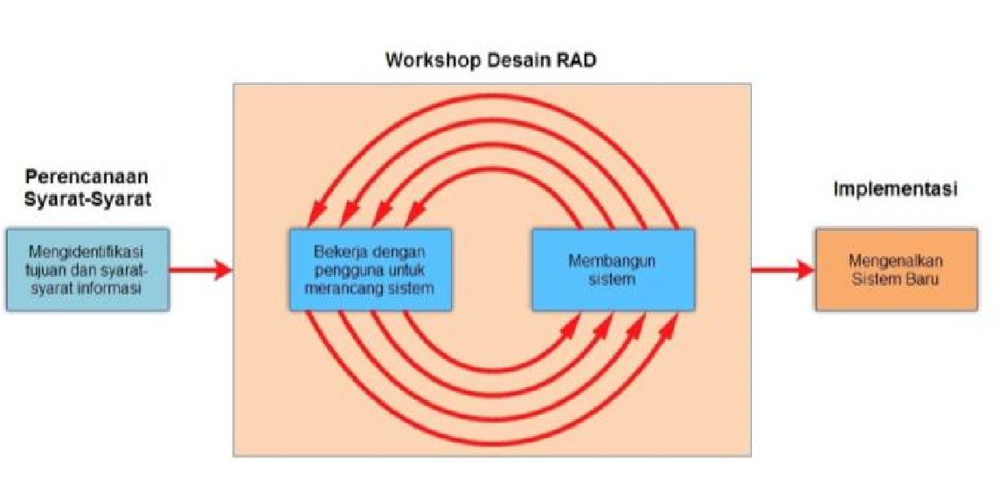 Workshop Desain RAD
Perencanaan
Syarat-Syarat
Mengidentifikasi
tujuan dan syarat-
syarat informasi
Bekerja dengan
pengguna untuk
merancang sistem
Membangun
sistem
Implementasi
Mengenalkan
Sistem Baru